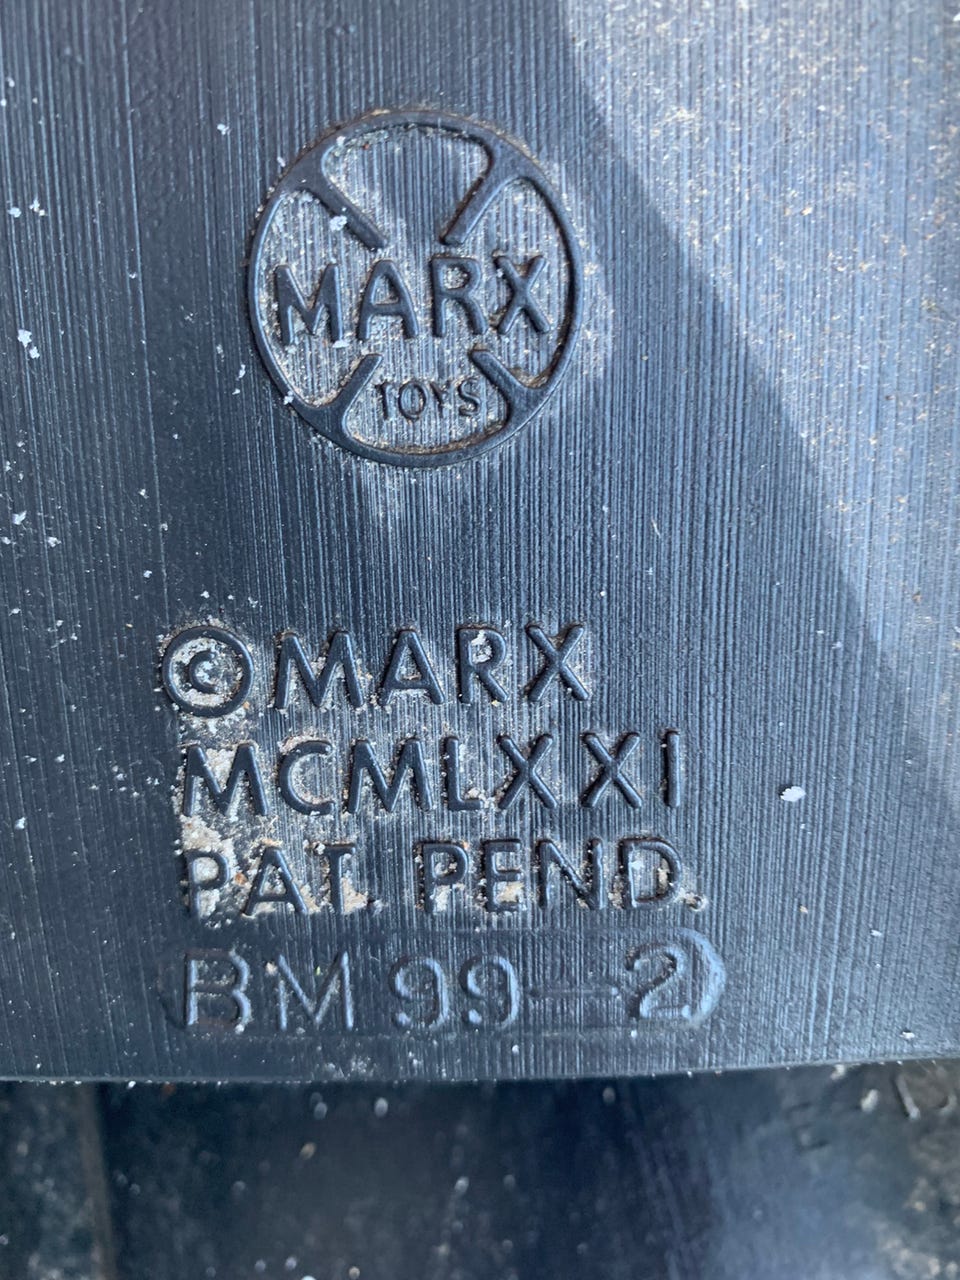 MARX
TOYS
© MARX
MCMLXXI
PAT. PEND.
BM 99-2